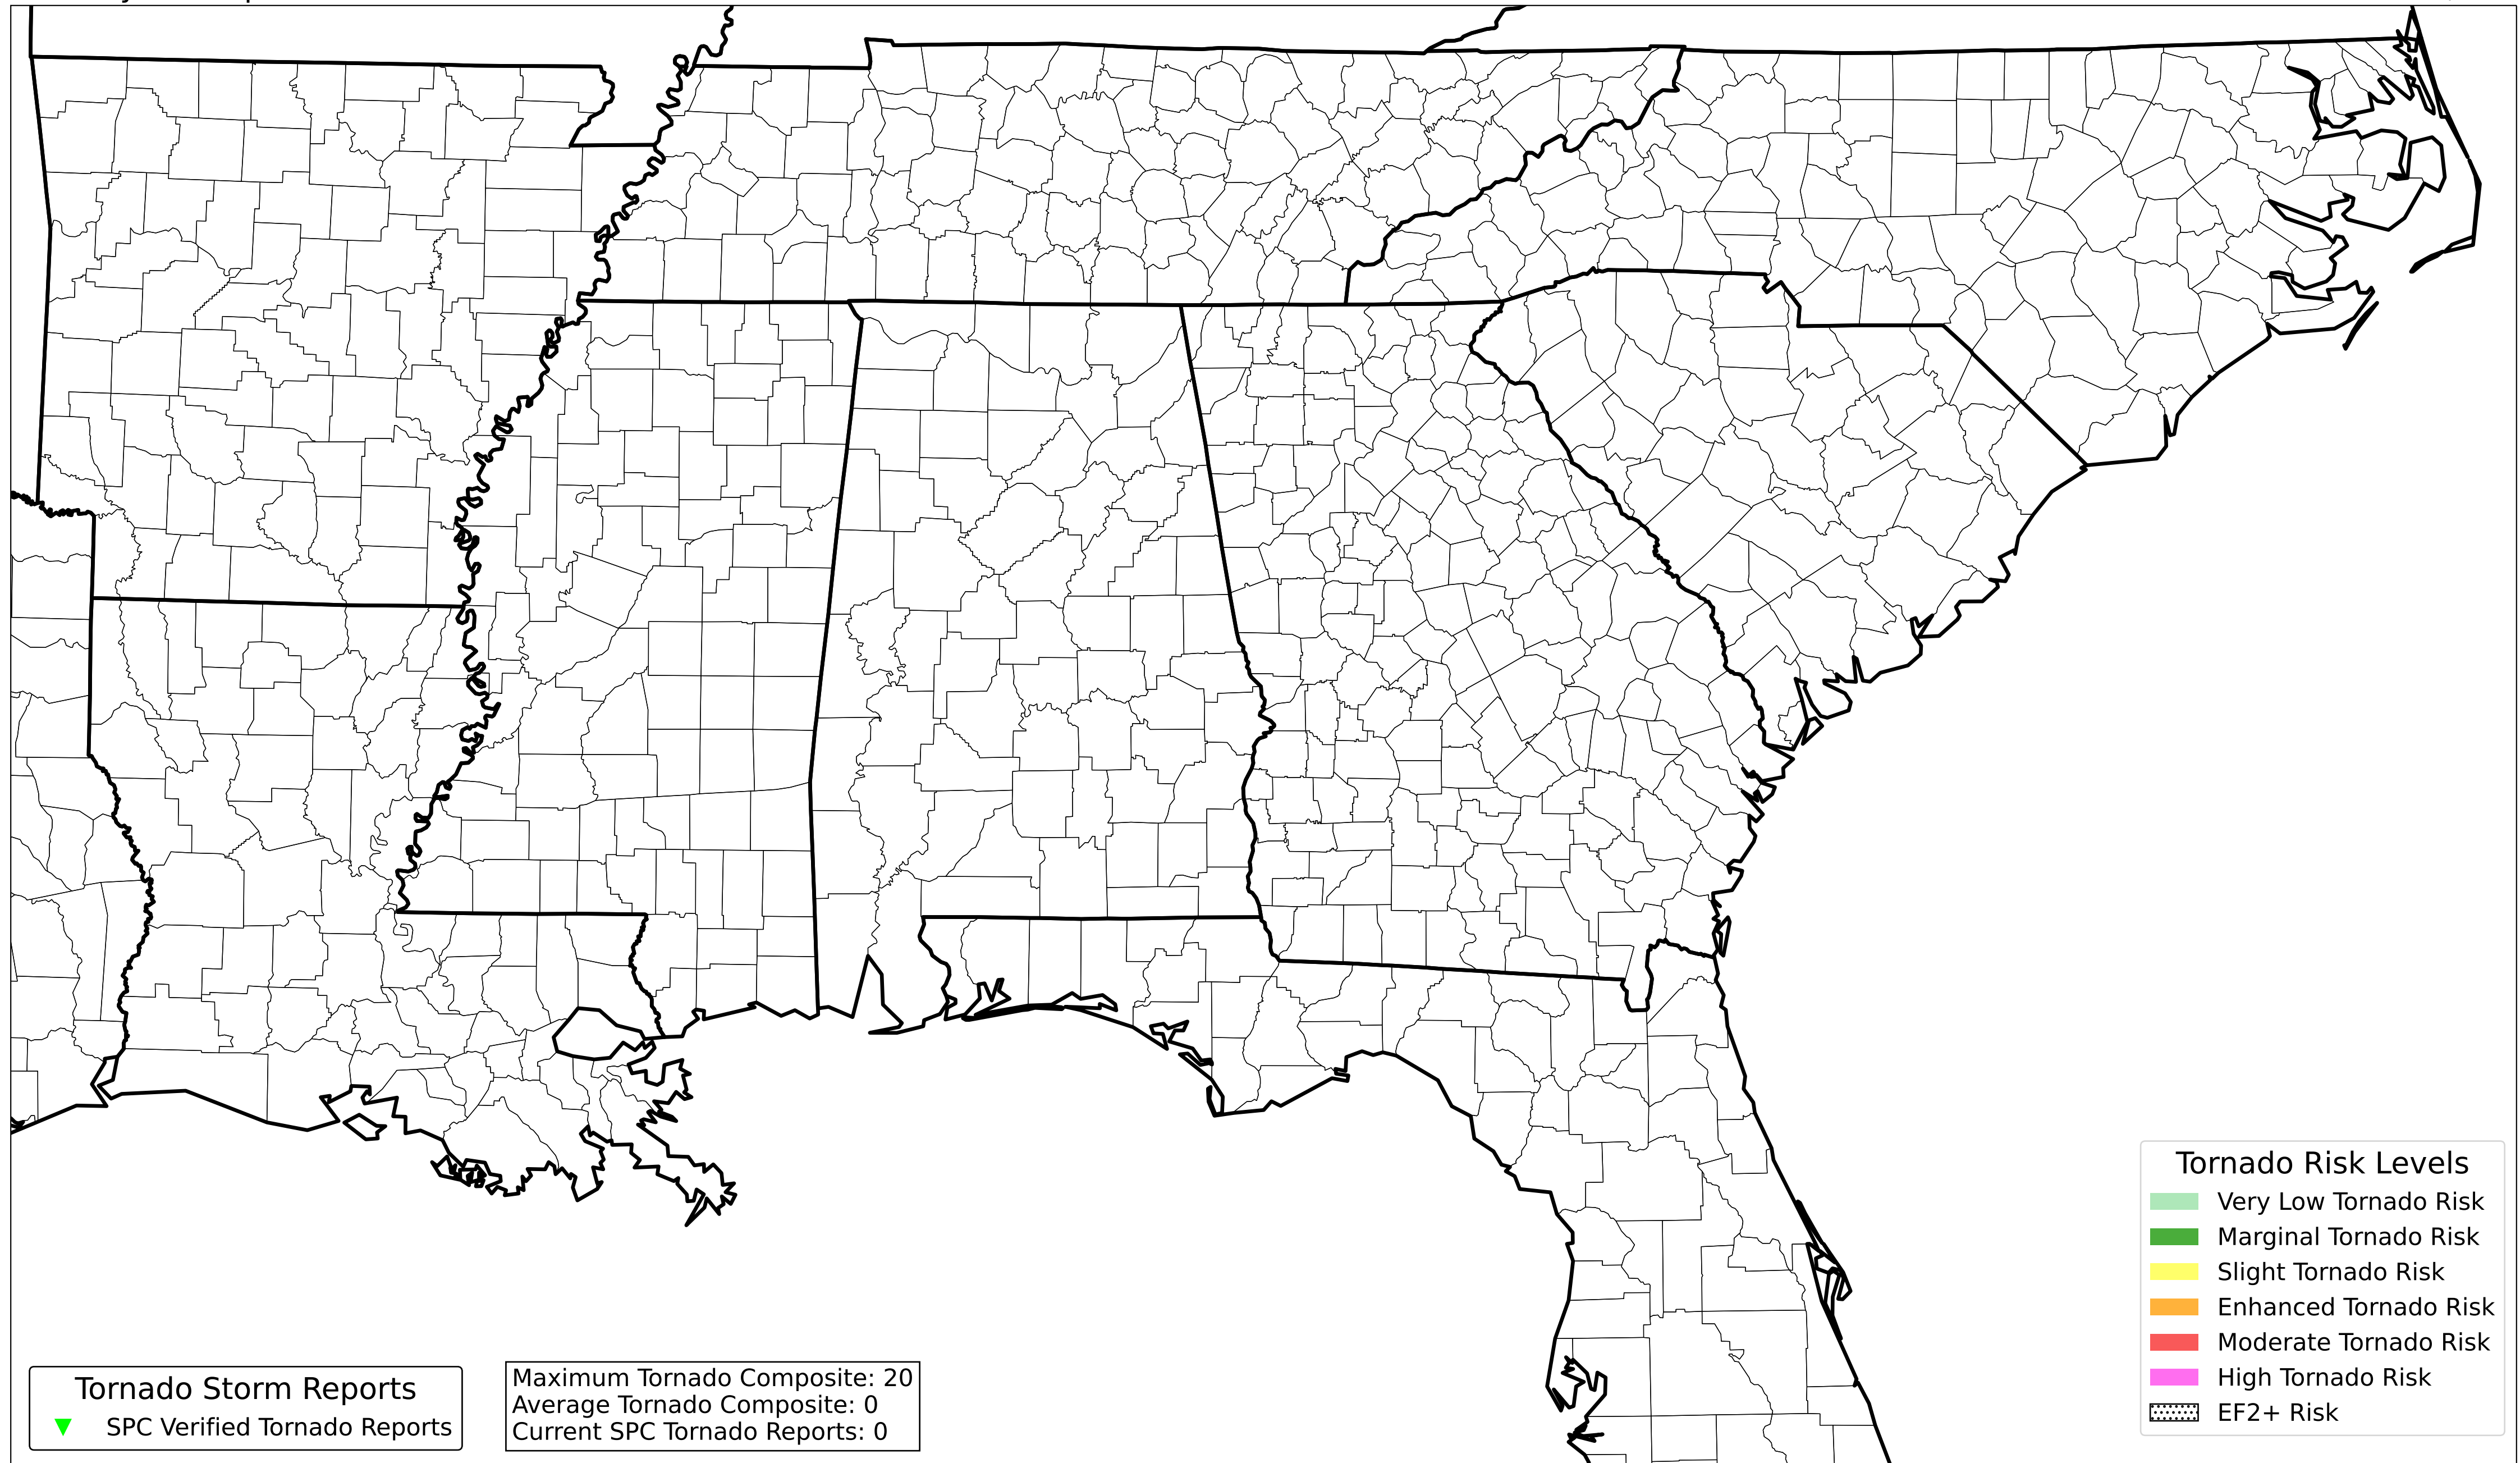 Tornado Risk Levels
Very Low Tornado Risk
Marginal Tornado Risk
Slight Tornado Risk
Enhanced Tornado Risk
Moderate Tornado Risk
High Tornado Risk
EF2+ Risk
Tornado Storm Reports
SPC Verified Tornado Reports
Maximum Tornado Composite: 20
Average Tornado Composite: 0
Current SPC Tornado Reports: 0